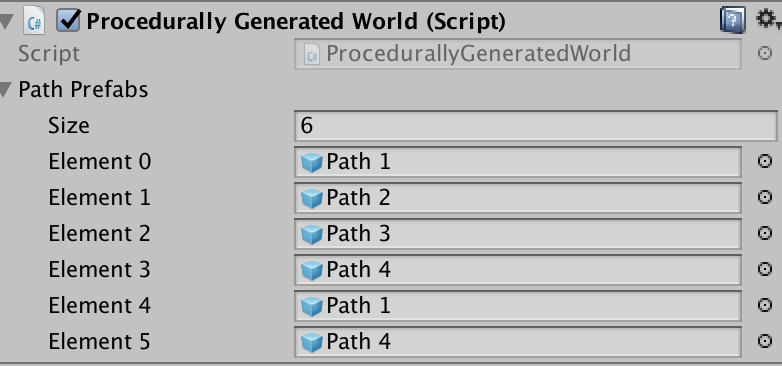 Procedurally Generated World (Script)
Script ProcedurallyGeneratedWorld
Path Prefabs
Size 6
Element 0 Path 1
Element 1 Path 2
Element 2 Path 3
Element 3 Path 4
Element 4 Path 1
Element 5 Path 4